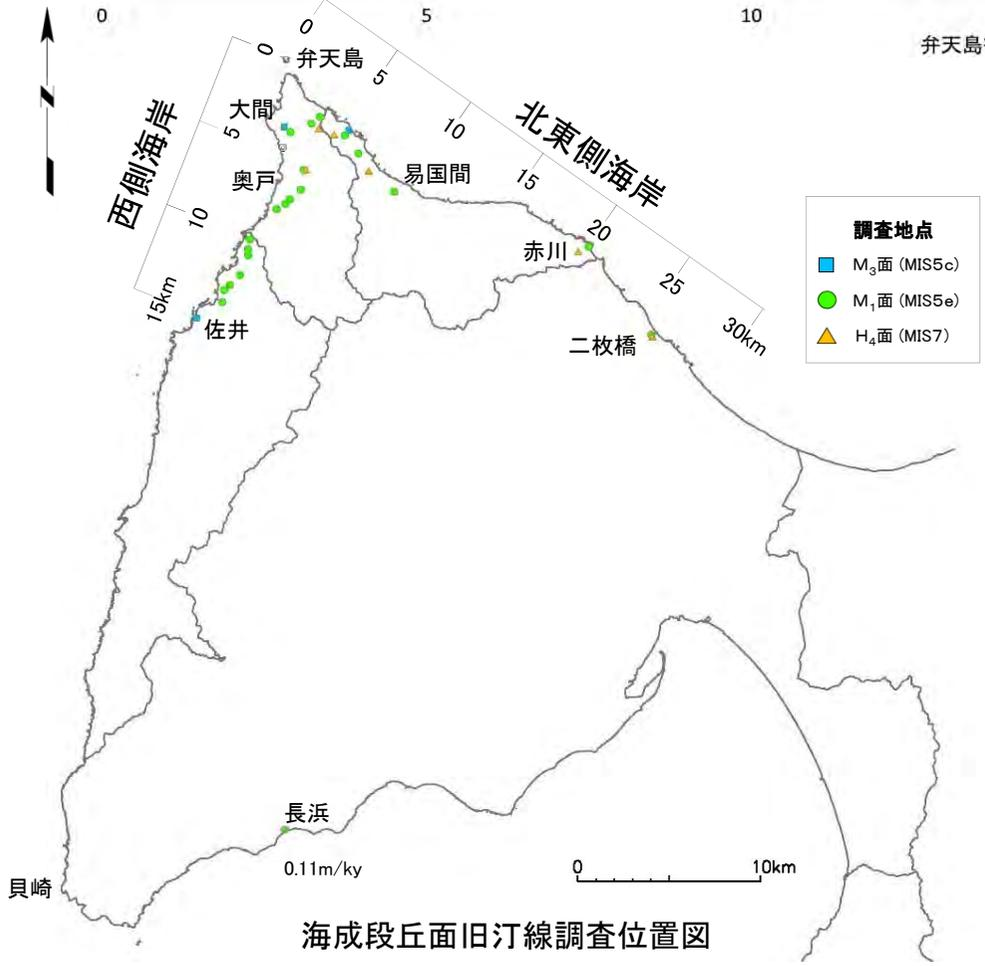 0 5 10
弁天島
0
5
10
15
20
25
30km
北東側海岸
0
5
10
15km
西側海岸
弁天島
大間
奥戸
易国間
赤川
佐井
二枚橋
調査地点
M3面(MIS5c)
M1面(MIS5e)
H4面(MIS7)
長浜
0.11m/ky
貝崎
0 10km
海成段丘面旧汀線調査位置図